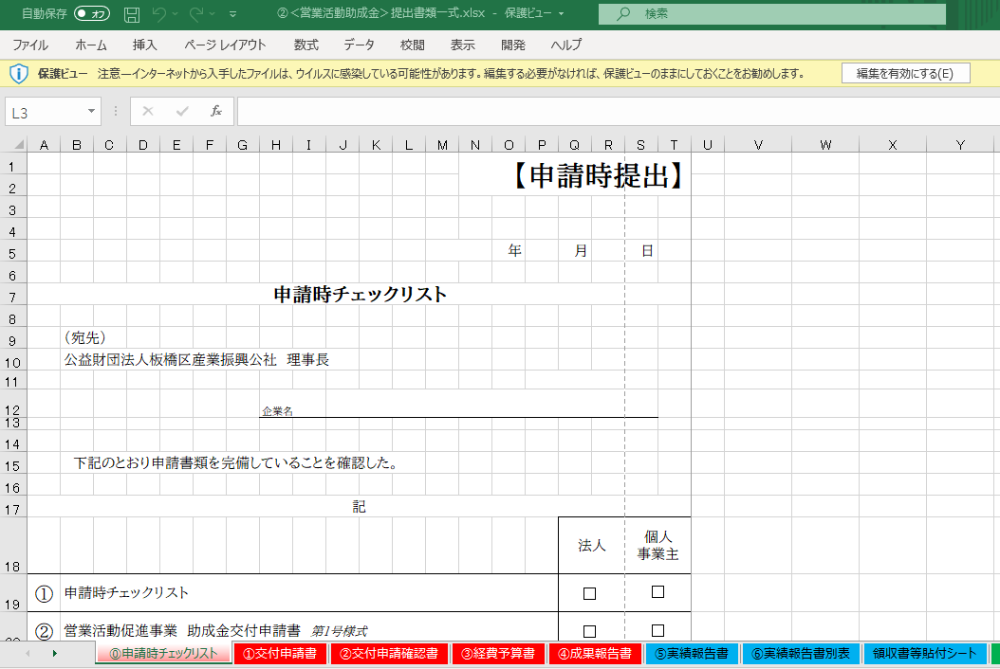 自動保存 オフ ②<営業活動助成金>提出書類一式.xlsx - 保護ビュー 検索
ファイル ホーム 挿入 ページ レイアウト 数式 データ 校閲 表示 開発 ヘルプ
保護ビュー 注意—インターネットから入手したファイルは、ウイルスに感染している可能性があります。編集する必要がなければ、保護ビューのままにしておくことをお勧めします。 編集を有効にする(E)
L3 fx
A B C D E F G H I J K L M N O P Q R S T U V W X Y
1
【申請時提出】
2
3
4
5 年 月 日
6
7 申請時チェックリスト
8
9 （宛先）
10 公益財団法人板橋区産業振興公社 理事長
11
12 企業名
13
14
15 下記のとおり申請書類を完備していることを確認した。
16
17 記
18 法人 個人
事業主
19 ① 申請時チェックリスト □ □
20 ② 営業活動促進事業 助成金交付申請書 第1号様式 □ □
⓪申請時チェックリスト ①交付申請書 ②交付申請確認書 ③経費予算書 ④成果報告書 ⑤実績報告書 ⑥実績報告書別表 領収書等貼付シート